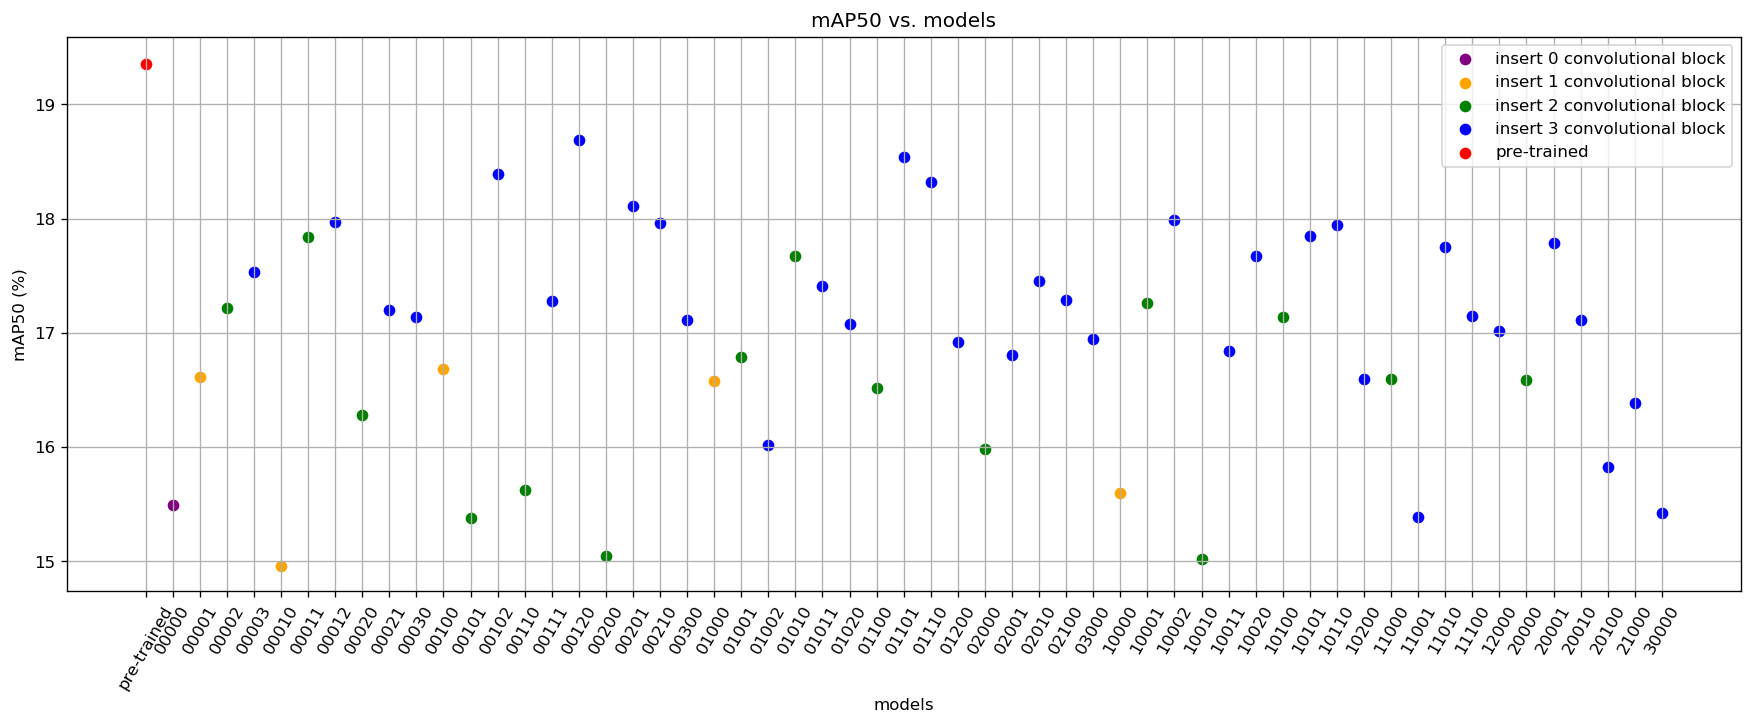 mAP50 vs. models
insert 0 convolutional block
insert 1 convolutional block
insert 2 convolutional block
insert 3 convolutional block
pre-trained
mAP50 (%)
19
18
17
16
15
pre-trained 00000 00001 00002 00003 00010 00011 00012 00020 00021 00030 00100 00101 00102 00110 00111 00120 00200 00201 00210 00300 01000 01001 01002 01010 01011 01020 01100 01101 01110 01200 02000 02001 02010 02100 03000 10000 10001 10002 10010 10011 10020 10100 10101 10110 10200 11000 11001 11010 11100 12000 20000 20001 20010 20100 21000 30000
models